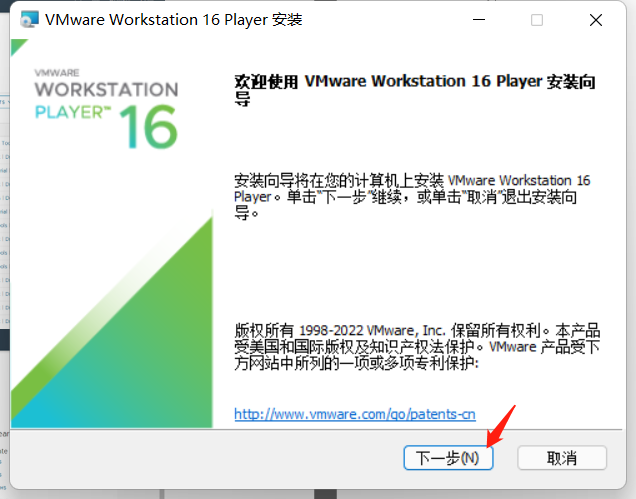 VMware Workstation 16 Player 安装
VMWARE
WORKSTATION
PLAYER™ 16
欢迎使用 VMware Workstation 16 Player 安装向
导
安装向导将在您的计算机上安装 VMware Workstation 16
Player。单击“下一步”继续，或单击“取消”退出安装向
导。
版权所有 1998-2022 VMware, Inc. 保留所有权利。本产品
受美国和国际版权及知识产权法保护。VMware 产品受下
方网站中所列的一项或多项专利保护:
http://www.vmware.com/go/patents-cn
下一步(N)
取消